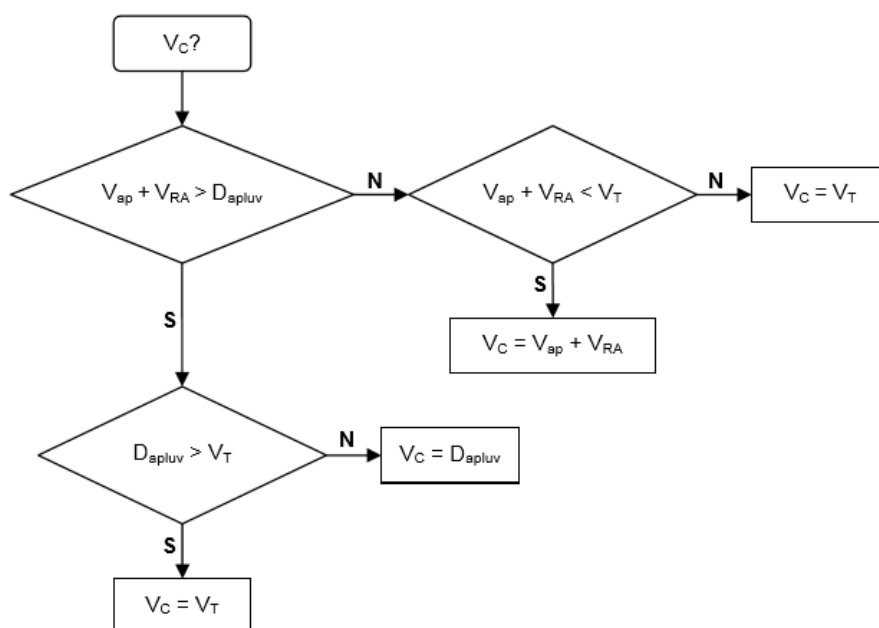 V_C?
V_ap + V_RA > D_apluv
N
V_ap + V_RA < V_T
N
V_C = V_T
S
V_C = V_ap + V_RA
S
D_apluv > V_T
N
V_C = D_apluv
S
V_C = V_T